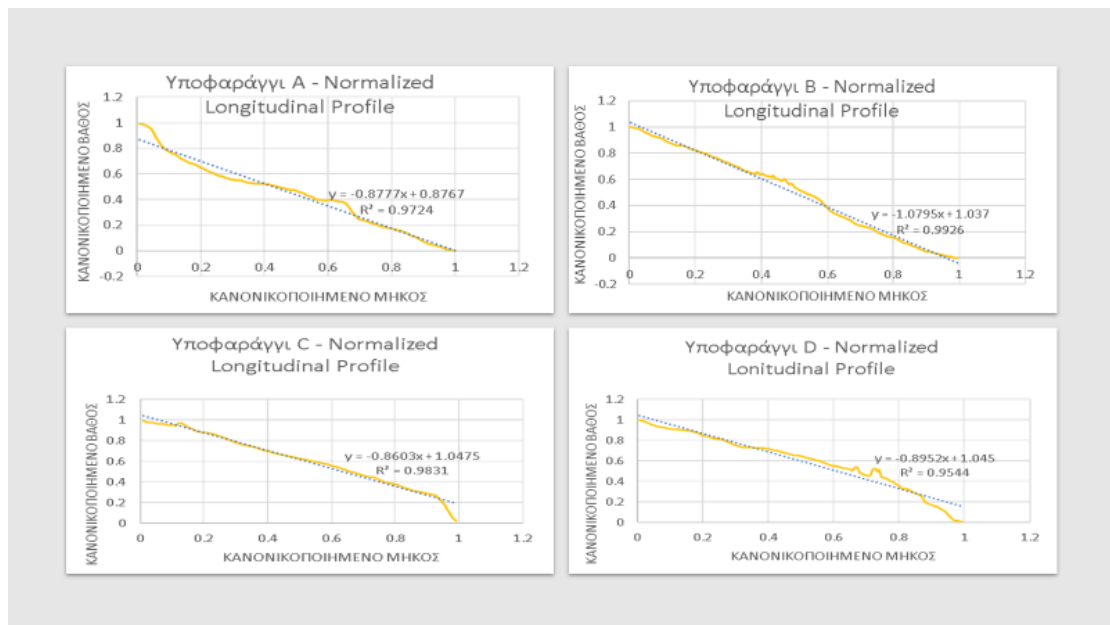 Υποφαράγγι A - Normalized
Longitudinal Profile
ΚΑΝΟΝΙΚΟΠΟΙΗΜΕΝΟ ΒΑΘΟΣ
1.2
1
0.8
0.6
0.4
0.2
0
-0.2
y = -0.8777x + 0.8767
R² = 0.9724
0 0.2 0.4 0.6 0.8 1 1.2
ΚΑΝΟΝΙΚΟΠΟΙΗΜΕΝΟ ΜΗΚΟΣ
Υποφαράγγι B - Normalized
Longitudinal Profile
ΚΑΝΟΝΙΚΟΠΟΙΗΜΕΝΟ ΒΑΘΟΣ
1.2
1
0.8
0.6
0.4
0.2
0
-0.2
y = -1.0795x + 1.037
R² = 0.9926
0 0.2 0.4 0.6 0.8 1 1.2
ΚΑΝΟΝΙΚΟΠΟΙΗΜΕΝΟ ΜΗΚΟΣ
Υποφαράγγι C - Normalized
Longitudinal Profile
ΚΑΝΟΝΙΚΟΠΟΙΗΜΕΝΟ ΒΑΘΟΣ
1.2
1
0.8
0.6
0.4
0.2
0
y = -0.8603x + 1.0475
R² = 0.9831
0 0.2 0.4 0.6 0.8 1 1.2
ΚΑΝΟΝΙΚΟΠΟΙΗΜΕΝΟ ΜΗΚΟΣ
Υποφαράγγι D - Normalized
Lonitudinal Profile
ΚΑΝΟΝΙΚΟΠΟΙΗΜΕΝΟ ΒΑΘΟΣ
1.2
1
0.8
0.6
0.4
0.2
0
y = -0.8952x + 1.045
R² = 0.9544
0 0.2 0.4 0.6 0.8 1 1.2
ΚΑΝΟΝΙΚΟΠΟΙΗΜΕΝΟ ΜΗΚΟΣ